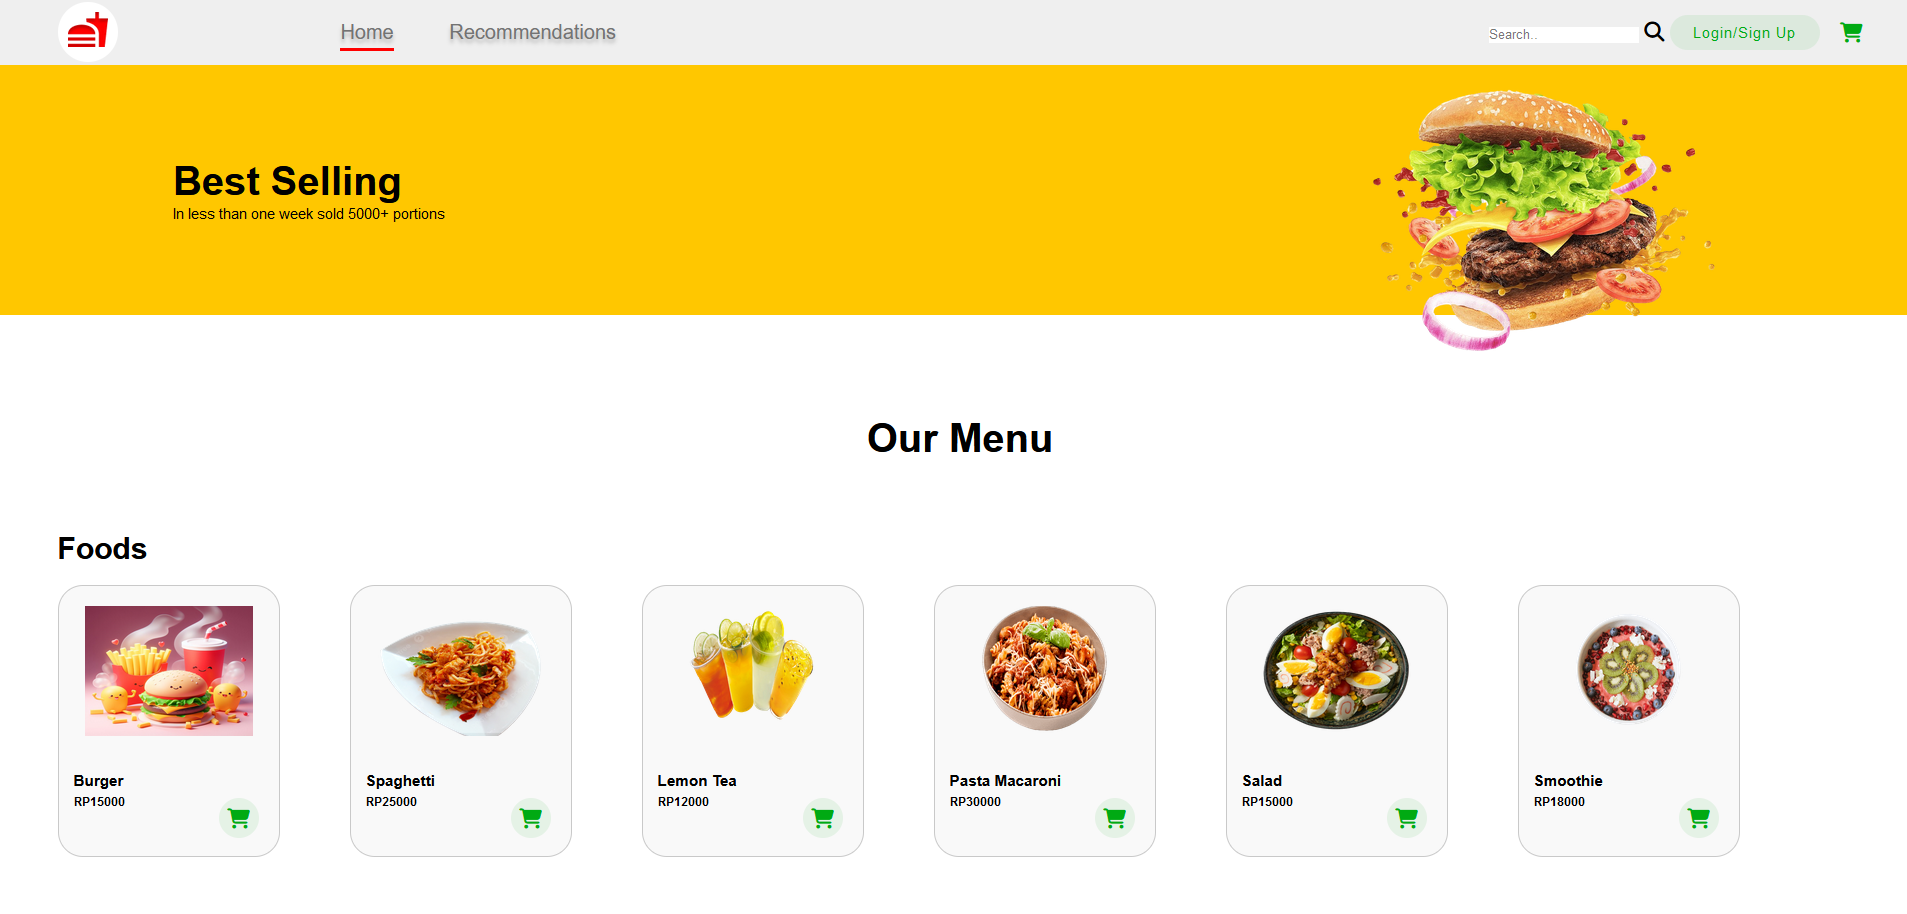 Home
Recommendations
Search..
Login/Sign Up
Best Selling
In less than one week sold 5000+ portions
Our Menu
Foods
Burger
RP15000
Spaghetti
RP25000
Lemon Tea
RP12000
Pasta Macaroni
RP30000
Salad
RP15000
Smoothie
RP18000